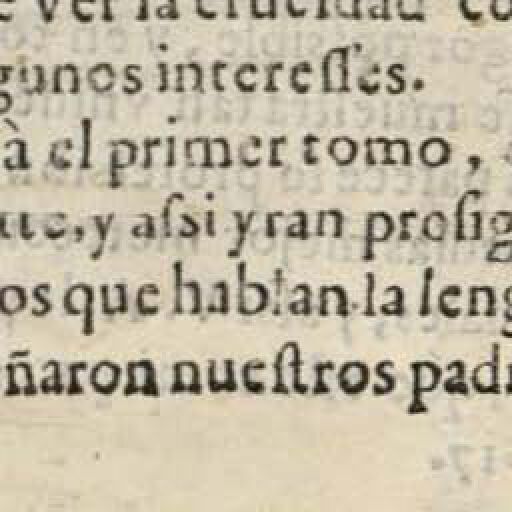 e ver la crueldad co
gunos interesses.
à el primer tomo,
tte, y assi yran prosig
os que hablan la leng
eñaron nuestros padr